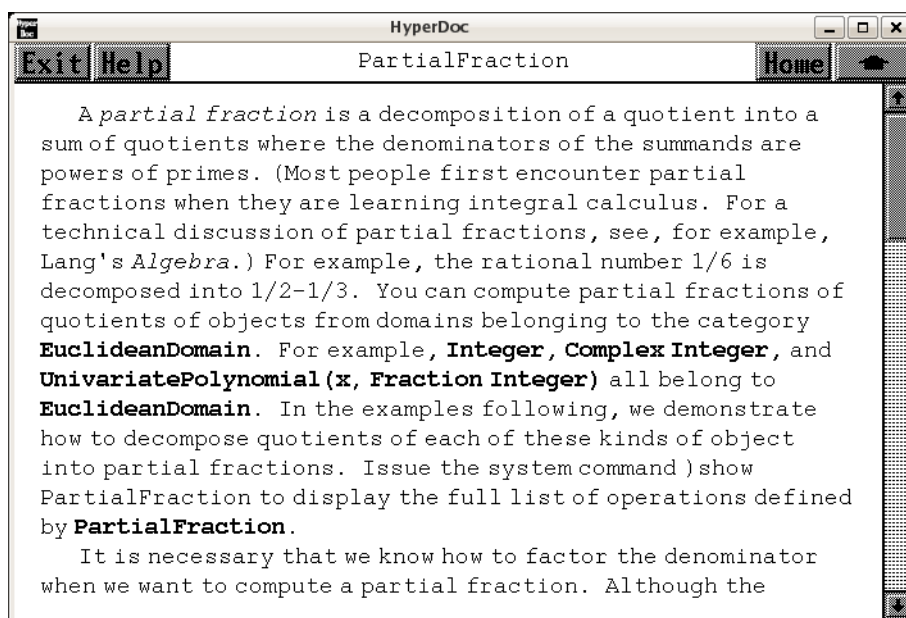 Hyper Doc
HyperDoc
Exit Help PartialFraction Home
A partial fraction is a decomposition of a quotient into a
sum of quotients where the denominators of the summands are
powers of primes. (Most people first encounter partial
fractions when they are learning integral calculus. For a
technical discussion of partial fractions, see, for example,
Lang's Algebra.) For example, the rational number 1/6 is
decomposed into 1/2-1/3. You can compute partial fractions of
quotients of objects from domains belonging to the category
EuclideanDomain. For example, Integer, Complex Integer, and
UnivariatePolynomial(x, Fraction Integer) all belong to
EuclideanDomain. In the examples following, we demonstrate
how to decompose quotients of each of these kinds of object
into partial fractions. Issue the system command )show
PartialFraction to display the full list of operations defined
by PartialFraction.
It is necessary that we know how to factor the denominator
when we want to compute a partial fraction. Although the